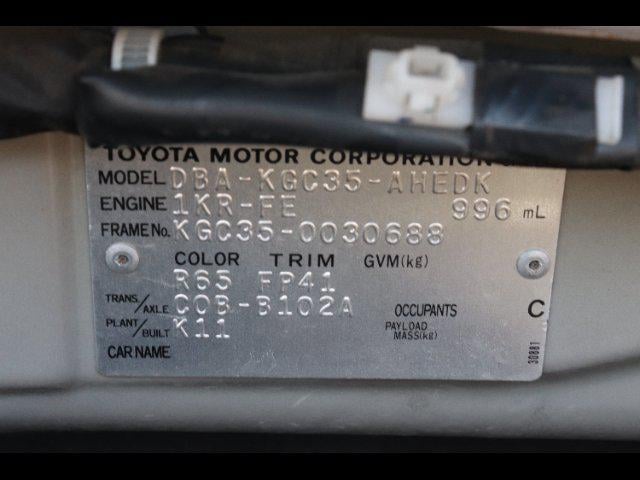 TOYOTA MOTOR CORPORATION
MODEL DBA-KGC35-AHEDK
ENGINE 1KR-FE 996 mL
FRAME No. KGC35-0030688
COLOR TRIM GVM(kg)
R65 FP41
TRANS/AXLE C0B-B102A OCCUPANTS C
PLANT/BUILT K11 PAYLOAD MASS(kg)
CAR NAME
30881